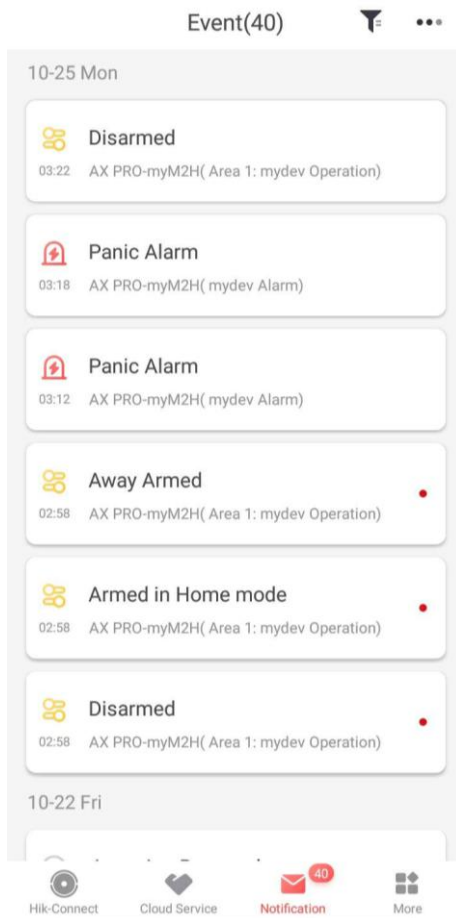 Event(40)
10-25 Mon
Disarmed
03:22 AX PRO-myM2H( Area 1: mydev Operation)
Panic Alarm
03:18 AX PRO-myM2H( mydev Alarm)
Panic Alarm
03:12 AX PRO-myM2H( mydev Alarm)
Away Armed
02:58 AX PRO-myM2H( Area 1: mydev Operation)
Armed in Home mode
02:58 AX PRO-myM2H( Area 1: mydev Operation)
Disarmed
02:58 AX PRO-myM2H( Area 1: mydev Operation)
10-22 Fri
40
Hik-Connect Cloud Service Notification More